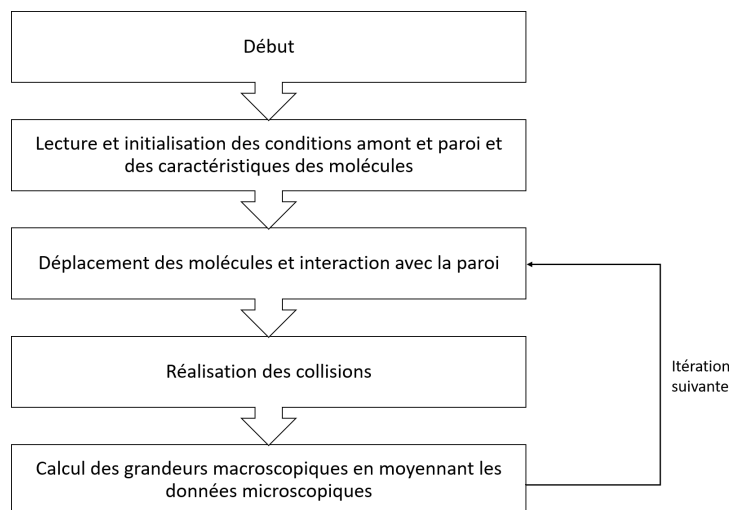 Début
Lecture et initialisation des conditions amont et paroi et
des caractéristiques des molécules
Déplacement des molécules et interaction avec la paroi
Réalisation des collisions
Itération
suivante
Calcul des grandeurs macroscopiques en moyennant les
données microscopiques